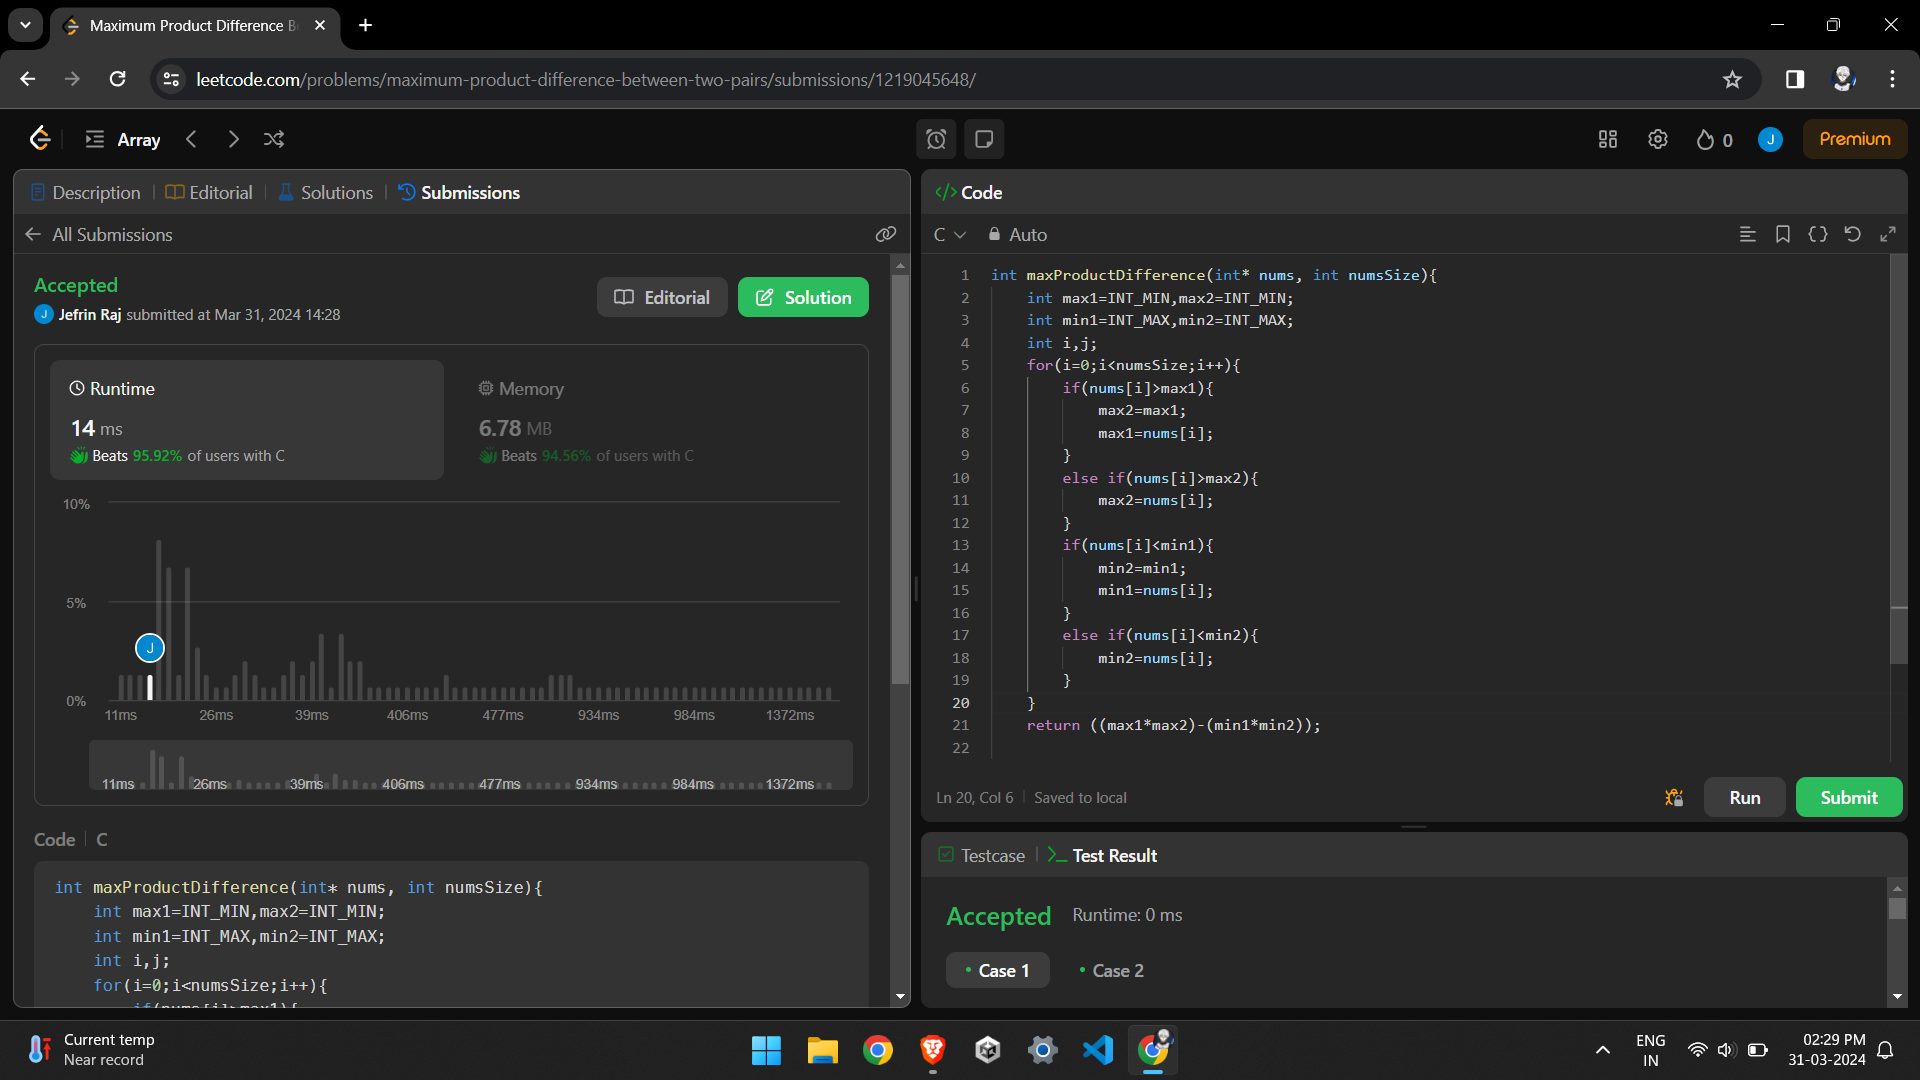 Maximum Product Difference B
leetcode.com/problems/maximum-product-difference-between-two-pairs/submissions/1219045648/
Array
0
J
Premium
Description
Editorial
Solutions
Submissions
All Submissions
Accepted
J Jefrin Raj submitted at Mar 31, 2024 14:28
Editorial
Solution
Runtime
14 ms
Beats 95.92% of users with C
Memory
6.78 MB
Beats 94.56% of users with C
10%
5%
J
0%
11ms 26ms 39ms 406ms 477ms 934ms 984ms 1372ms
11ms 26ms 39ms 406ms 477ms 934ms 984ms 1372ms
Code C
int maxProductDifference(int* nums, int numsSize){
int max1=INT_MIN,max2=INT_MIN;
int min1=INT_MAX,min2=INT_MAX;
int i,j;
for(i=0;i<numsSize;i++){
if(nums[i]>max1){
</> Code
C Auto
1 int maxProductDifference(int* nums, int numsSize){
2 int max1=INT_MIN,max2=INT_MIN;
3 int min1=INT_MAX,min2=INT_MAX;
4 int i,j;
5 for(i=0;i<numsSize;i++){
6 if(nums[i]>max1){
7 max2=max1;
8 max1=nums[i];
9 }
10 else if(nums[i]>max2){
11 max2=nums[i];
12 }
13 if(nums[i]<min1){
14 min2=min1;
15 min1=nums[i];
16 }
17 else if(nums[i]<min2){
18 min2=nums[i];
19 }
20 }
21 return ((max1*max2)-(min1*min2));
22
Ln 20, Col 6 Saved to local
Run
Submit
Testcase
Test Result
Accepted Runtime: 0 ms
Case 1
Case 2
Current temp
Near record
ENG
IN
02:29 PM
31-03-2024